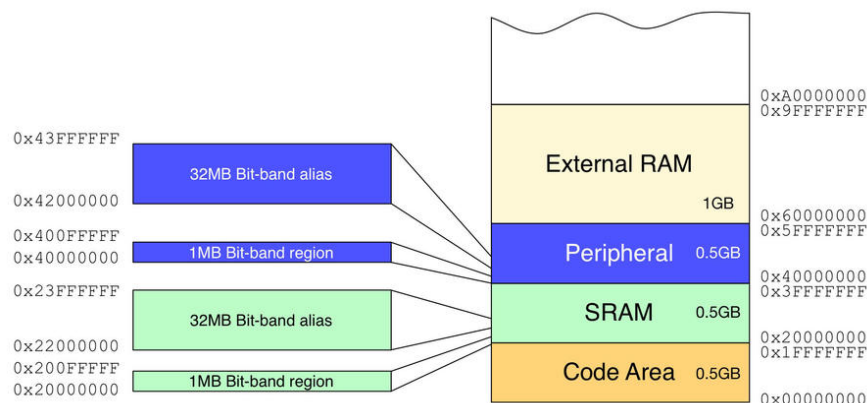 0xA0000000
0x9FFFFFFF
0x43FFFFFF
32MB Bit-band alias
External RAM
0x42000000
1GB
0x60000000
0x5FFFFFFF
0x400FFFFF
1MB Bit-band region
0x40000000
Peripheral
0.5GB
0x40000000
0x3FFFFFFF
0x23FFFFFF
32MB Bit-band alias
SRAM
0.5GB
0x22000000
0x20000000
0x1FFFFFFF
0x200FFFFF
1MB Bit-band region
0x20000000
Code Area
0.5GB
0x00000000